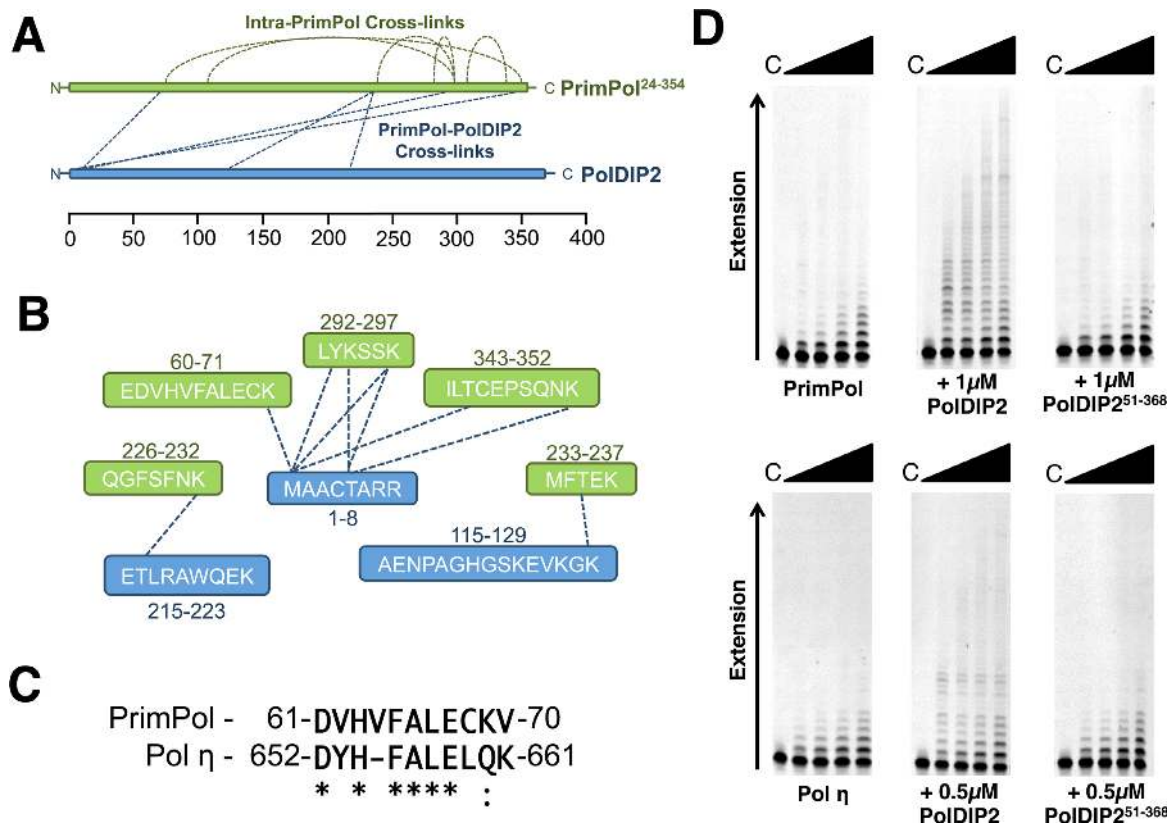 A
Intra-PrimPol Cross-links
N C PrimPol24-354
PrimPol-PolDIP2
Cross-links
N C PolDIP2
0 50 100 150 200 250 300 350 400
B
292-297
LYKSSK
60-71
EDVHVFALECK
343-352
ILTCEPSQNK
226-232
QGFSFNK
MAACTARR
1-8
233-237
MFTEK
ETLRAWQEK
215-223
115-129
AENPAGHGSKEVKGK
C
PrimPol - 61-DVHVFALECKV-70
Pol η - 652-DYH-FALELQK-661
* * **** :
D
C C C
Extension
PrimPol
+ 1µM
PolDIP2
+ 1µM
PolDIP251-368
C C C
Extension
Pol η
+ 0.5µM
PolDIP2
+ 0.5µM
PolDIP251-368